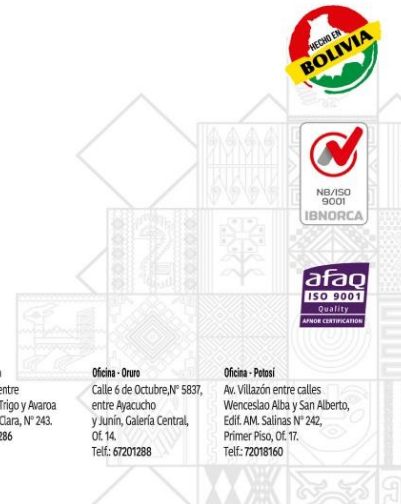 HECHO EN
BOLIVIA
NB/ISO
9001
IBNORCA
afaq
ISO 9001
Quality
AFNOR CERTIFICATION
entre
Trigo y Avaroa
Clara, N° 243.
286
Oficina - Oruro
Calle 6 de Octubre,N° 5837,
entre Ayacucho
y Junín, Galería Central,
Of. 14.
Telf.: 67201288
Oficina - Potosí
Av. Villazón entre calles
Wenceslao Alba y San Alberto,
Edif. AM. Salinas N° 242,
Primer Piso, Of. 17.
Telf.: 72018160